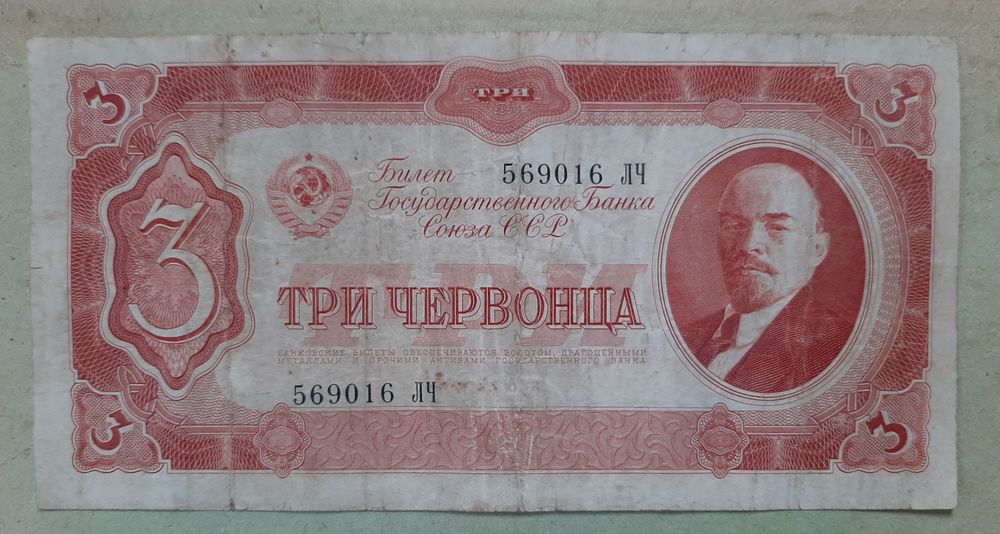 3 ТРИ 3
Билет 569016 ЛЧ
Государственного Банка
Союза ССР
3
ТРИ
ТРИ ЧЕРВОНЦА
БАНКОВСКИЕ БИЛЕТЫ ОБЕСПЕЧИВАЮТСЯ ЗОЛОТОМ, ДРАГОЦЕННЫМИ
МЕТАЛЛАМИ И ПРОЧИМИ АКТИВАМИ ГОСУДАРСТВЕННОГО БАНКА
569016 ЛЧ
3 3